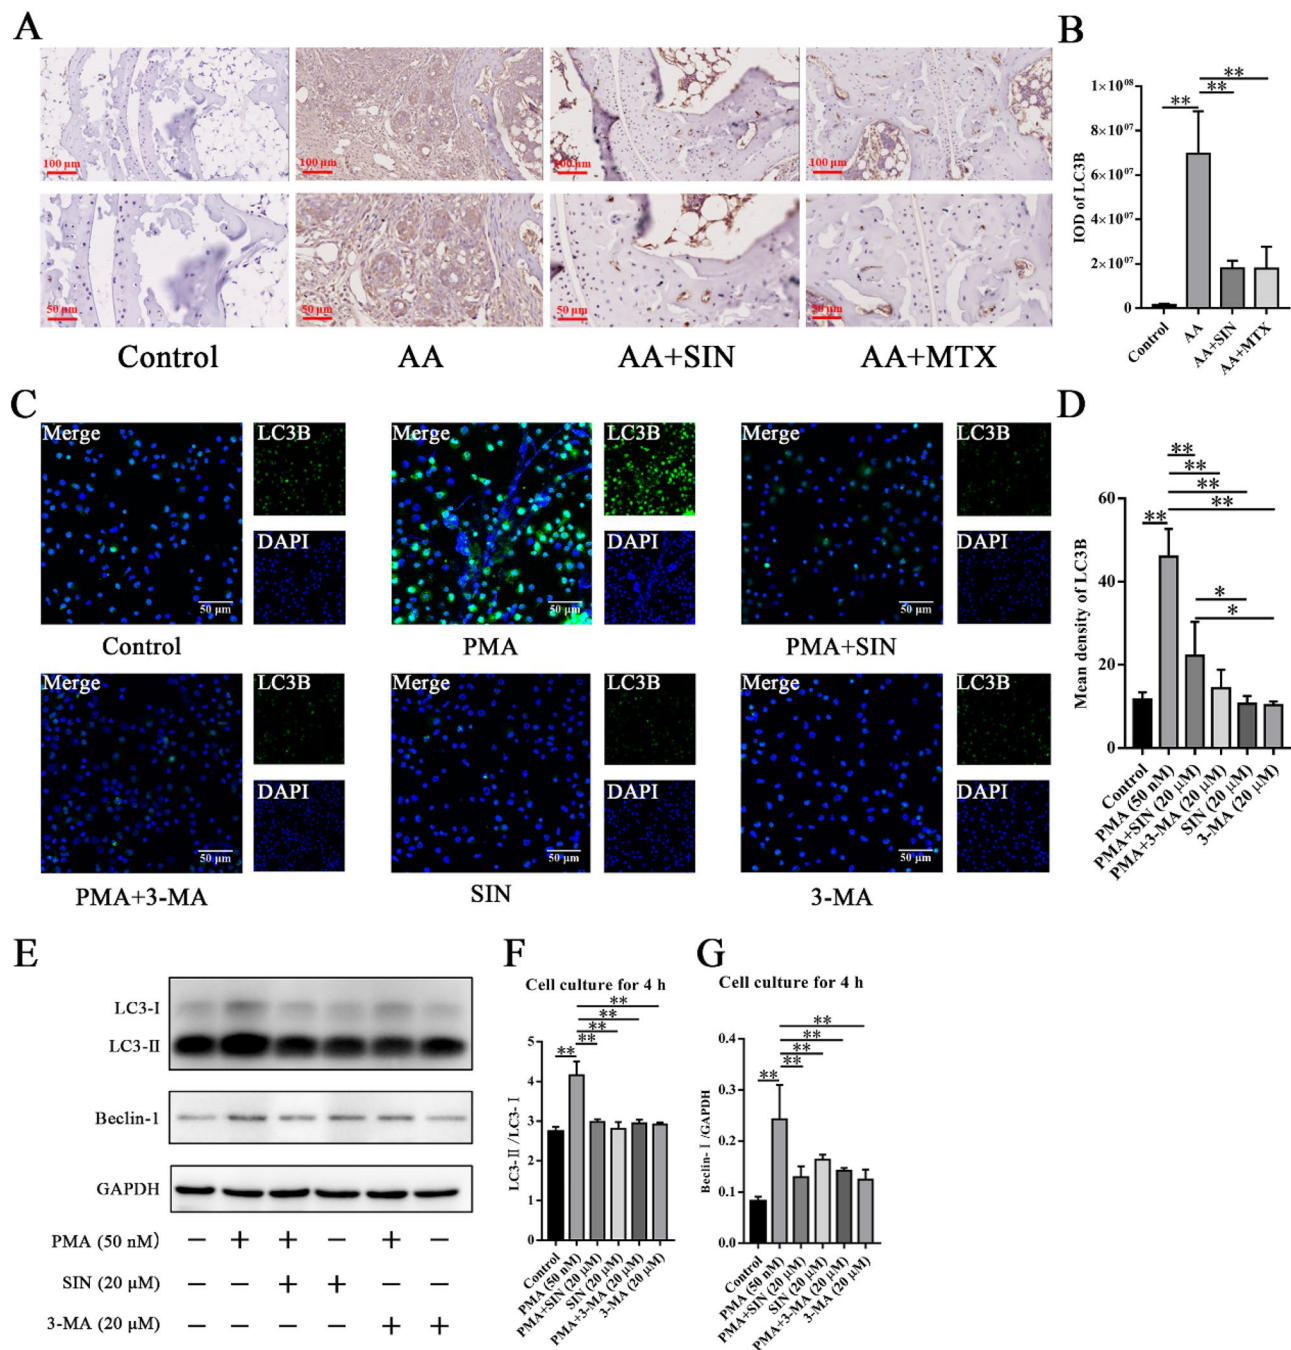 A
100 μm
100 μm
100 μm
100 μm
50 μm
50 μm
50 μm
50 μm
Control
AA
AA+SIN
AA+MTX
B
**
**
**
IOD of LC3B
1×10⁰⁸
8×10⁰⁷
6×10⁰⁷
4×10⁰⁷
2×10⁰⁷
0
Control
AA
AA+SIN
AA+MTX
C
Merge
LC3B
DAPI
50 μm
Control
Merge
LC3B
DAPI
50 μm
PMA
Merge
LC3B
DAPI
50 μm
PMA+SIN
Merge
LC3B
DAPI
50 μm
PMA+3-MA
Merge
LC3B
DAPI
50 μm
SIN
Merge
LC3B
DAPI
50 μm
3-MA
D
**
**
**
**
**
*
*
Mean density of LC3B
60
40
20
0
Control
PMA (50 nM)
PMA+SIN (20 μM)
PMA+3-MA (20 μM)
SIN (20 μM)
3-MA (20 μM)
E
LC3-I
LC3-II
Beclin-1
GAPDH
PMA (50 nM) − + + − + −
SIN (20 μM) − − + + − −
3-MA (20 μM) − − − − + +
F
Cell culture for 4 h
**
**
**
**
**
LC3-Ⅱ/LC3-Ⅰ
5
4
3
2
1
0
Control
PMA (50 nM)
PMA+SIN (20 μM)
SIN (20 μM)
PMA+3-MA (20 μM)
3-MA (20 μM)
G
Cell culture for 4 h
**
**
**
**
**
Beclin-Ⅰ/GAPDH
0.4
0.3
0.2
0.1
0.0
Control
PMA (50 nM)
PMA+SIN (20 μM)
SIN (20 μM)
PMA+3-MA (20 μM)
3-MA (20 μM)